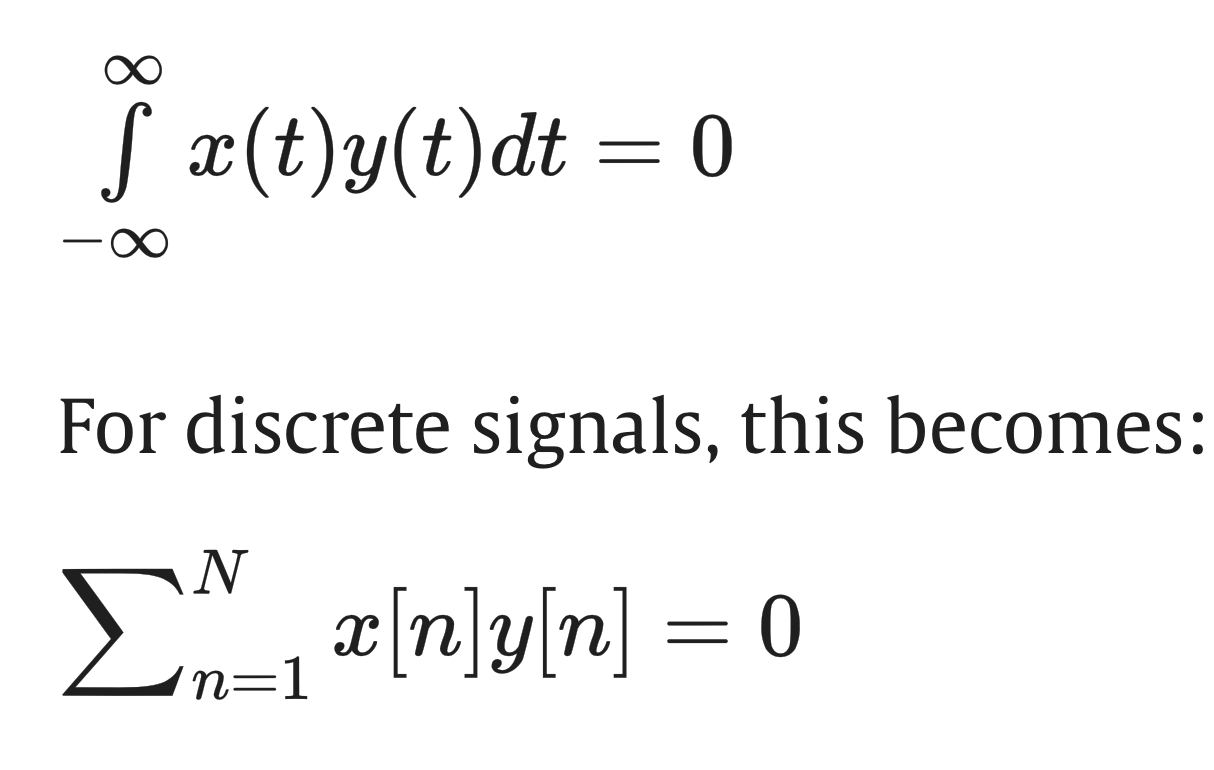 ∫_{-∞}^{∞} x(t)y(t)dt = 0
For discrete signals, this becomes:
∑_{n=1}^{N} x[n]y[n] = 0